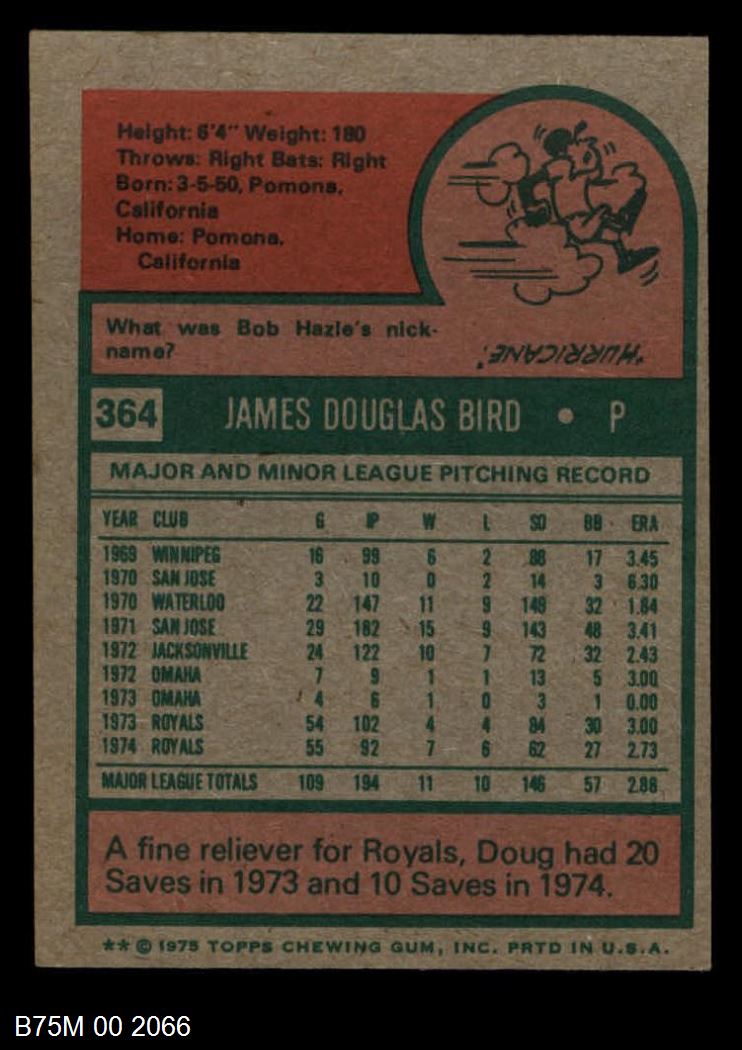 Height: 6'4" Weight: 180
Throws: Right Bats: Right
Born: 3-5-50, Pomona,
California
Home: Pomona,
California
What was Bob Hazle's nick-
name?
"HURRICANE".
364 JAMES DOUGLAS BIRD • P
MAJOR AND MINOR LEAGUE PITCHING RECORD
YEAR CLUB G IP W L SO BB ERA
1969 WINNIPEG 16 99 6 2 88 17 3.45
1970 SAN JOSE 3 10 0 2 14 3 6.30
1970 WATERLOO 22 147 11 9 148 32 1.84
1971 SAN JOSE 29 182 15 9 143 48 3.41
1972 JACKSONVILLE 24 122 10 7 72 32 2.43
1972 OMAHA 7 9 1 1 13 5 3.00
1973 OMAHA 4 6 1 0 3 1 0.00
1973 ROYALS 54 102 4 4 84 30 3.00
1974 ROYALS 55 92 7 6 62 27 2.73
MAJOR LEAGUE TOTALS 109 194 11 10 146 57 2.88
A fine reliever for Royals, Doug had 20
Saves in 1973 and 10 Saves in 1974.
** © 1975 TOPPS CHEWING GUM, INC. PRTD IN U.S.A.
B75M 00 2066